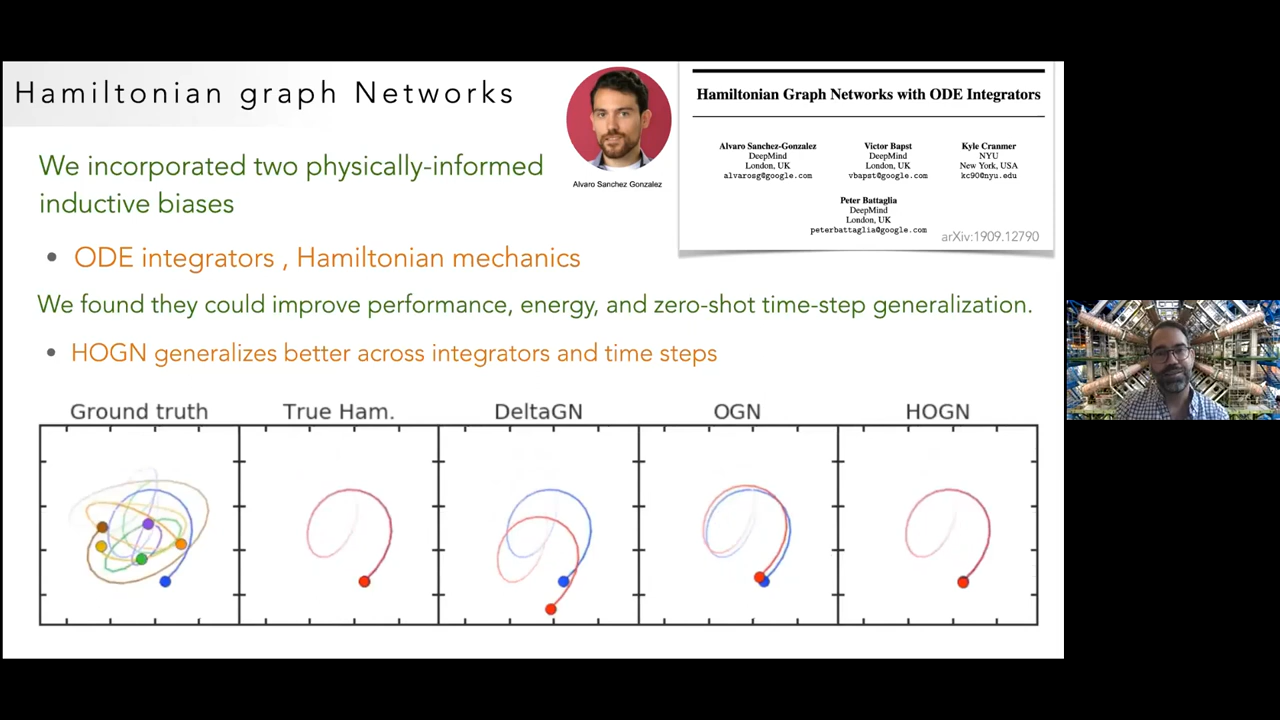 Hamiltonian graph Networks
Alvaro Sanchez Gonzalez
Hamiltonian Graph Networks with ODE Integrators
Alvaro Sanchez-Gonzalez
DeepMind
London, UK
alvarosg@google.com
Victor Bapst
DeepMind
London, UK
vbapst@google.com
Kyle Cranmer
NYU
New York, USA
kc90@nyu.edu
Peter Battaglia
DeepMind
London, UK
peterbattaglia@google.com
arXiv:1909.12790
We incorporated two physically-informed
inductive biases
• ODE integrators , Hamiltonian mechanics
We found they could improve performance, energy, and zero-shot time-step generalization.
• HOGN generalizes better across integrators and time steps
Ground truth True Ham. DeltaGN OGN HOGN